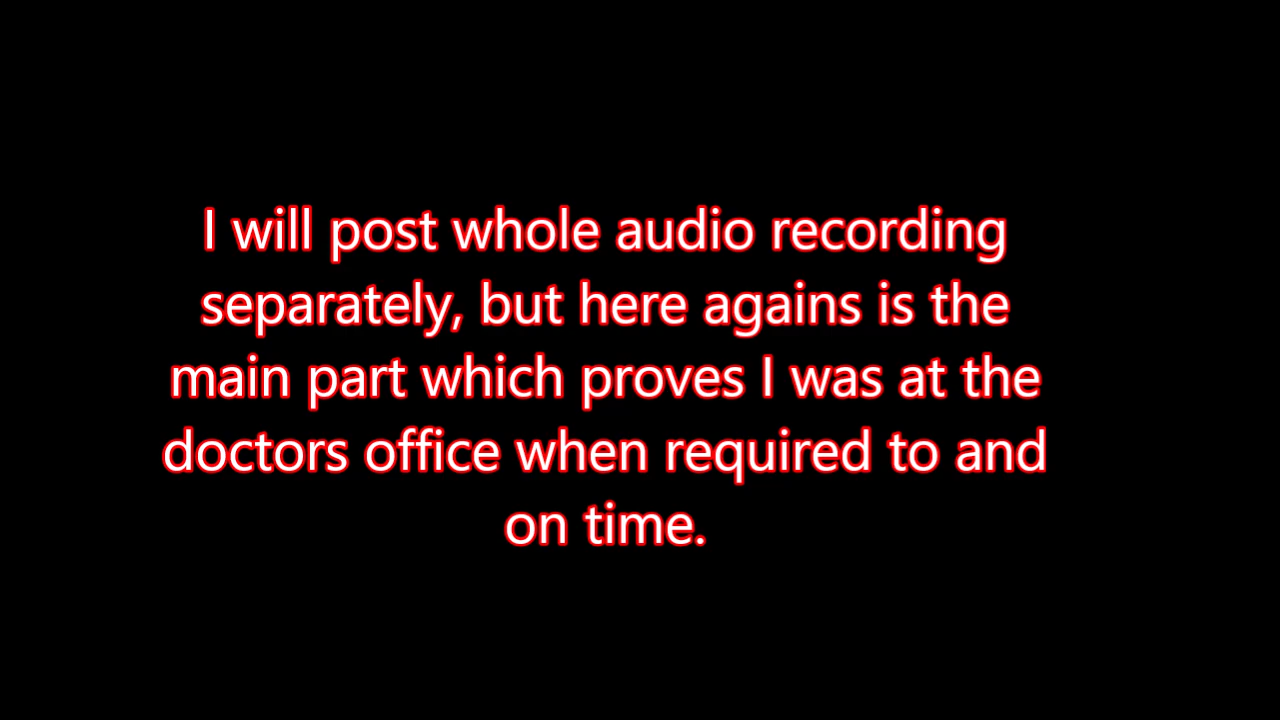 I will post whole audio recording
separately, but here agains is the
main part which proves I was at the
doctors office when required to and
on time.